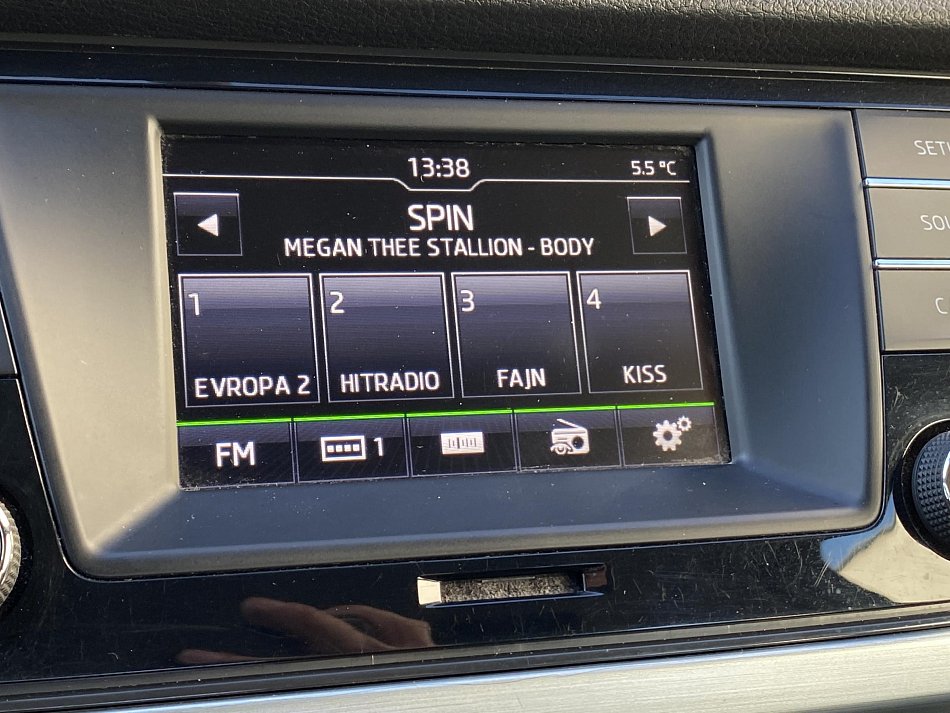 13:38
5.5 °C
SPIN
MEGAN THEE STALLION - BODY
1
2
3
4
EVROPA 2
HITRADIO
FAJN
KISS
FM
1